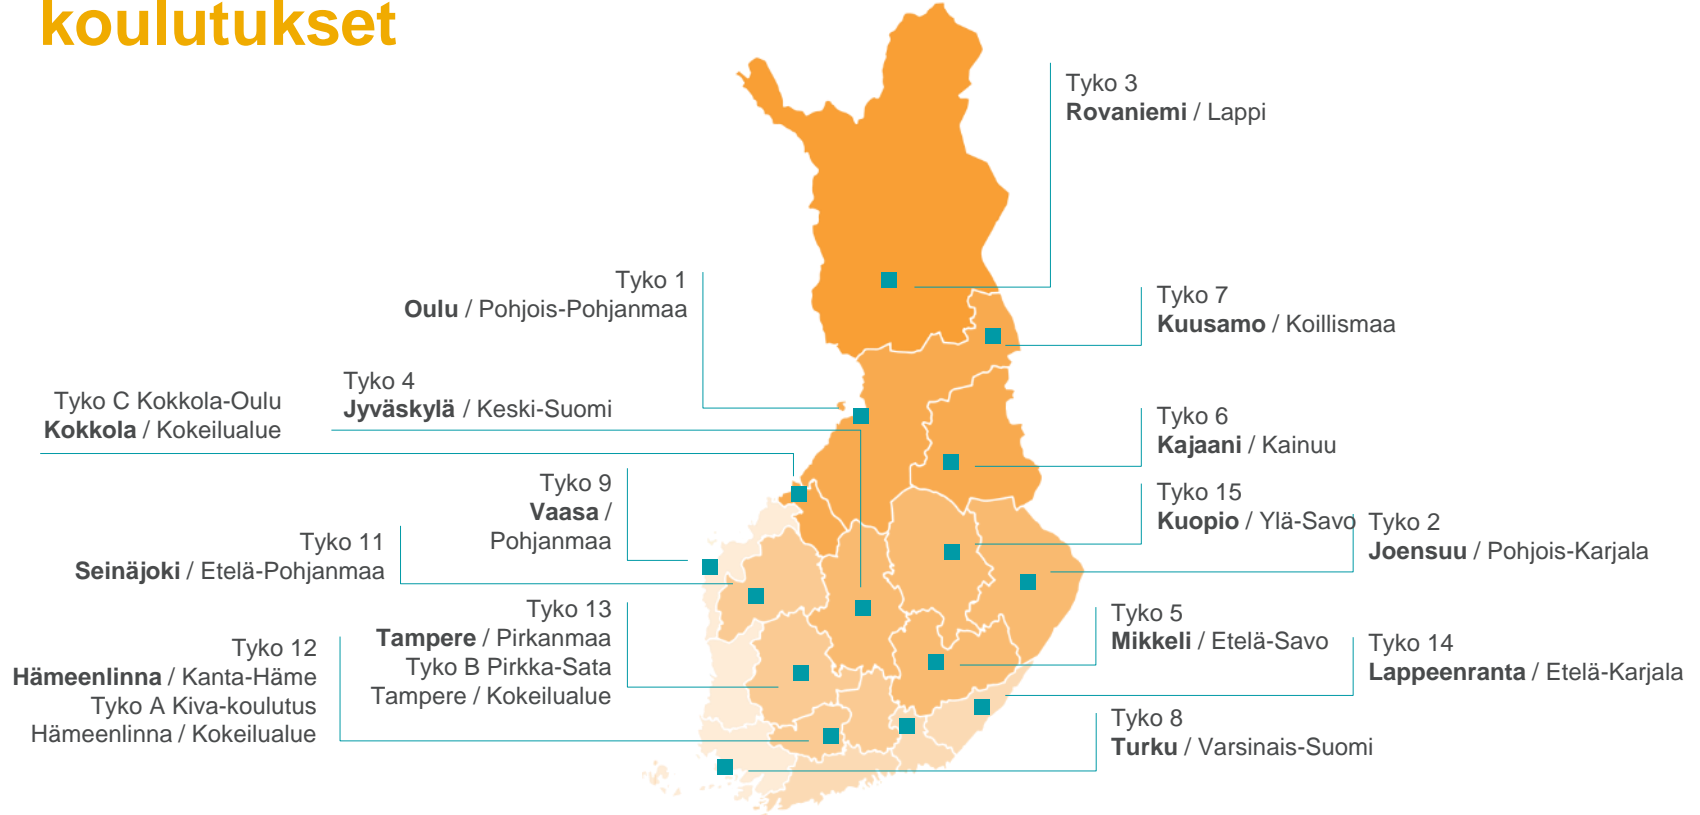 koulutukset
Tyko 3
Rovaniemi / Lappi
Tyko 1
Oulu / Pohjois-Pohjanmaa
Tyko 7
Kuusamo / Koillismaa
Tyko 4
Jyväskylä / Keski-Suomi
Tyko C Kokkola-Oulu
Kokkola / Kokeilualue
Tyko 6
Kajaani / Kainuu
Tyko 9
Vaasa /
Pohjanmaa
Tyko 15
Kuopio / Ylä-Savo
Tyko 2
Joensuu / Pohjois-Karjala
Tyko 11
Seinäjoki / Etelä-Pohjanmaa
Tyko 13
Tampere / Pirkanmaa
Tyko B Pirkka-Sata
Tampere / Kokeilualue
Tyko 5
Mikkeli / Etelä-Savo
Tyko 14
Lappeenranta / Etelä-Karjala
Tyko 12
Hämeenlinna / Kanta-Häme
Tyko A Kiva-koulutus
Hämeenlinna / Kokeilualue
Tyko 8
Turku / Varsinais-Suomi